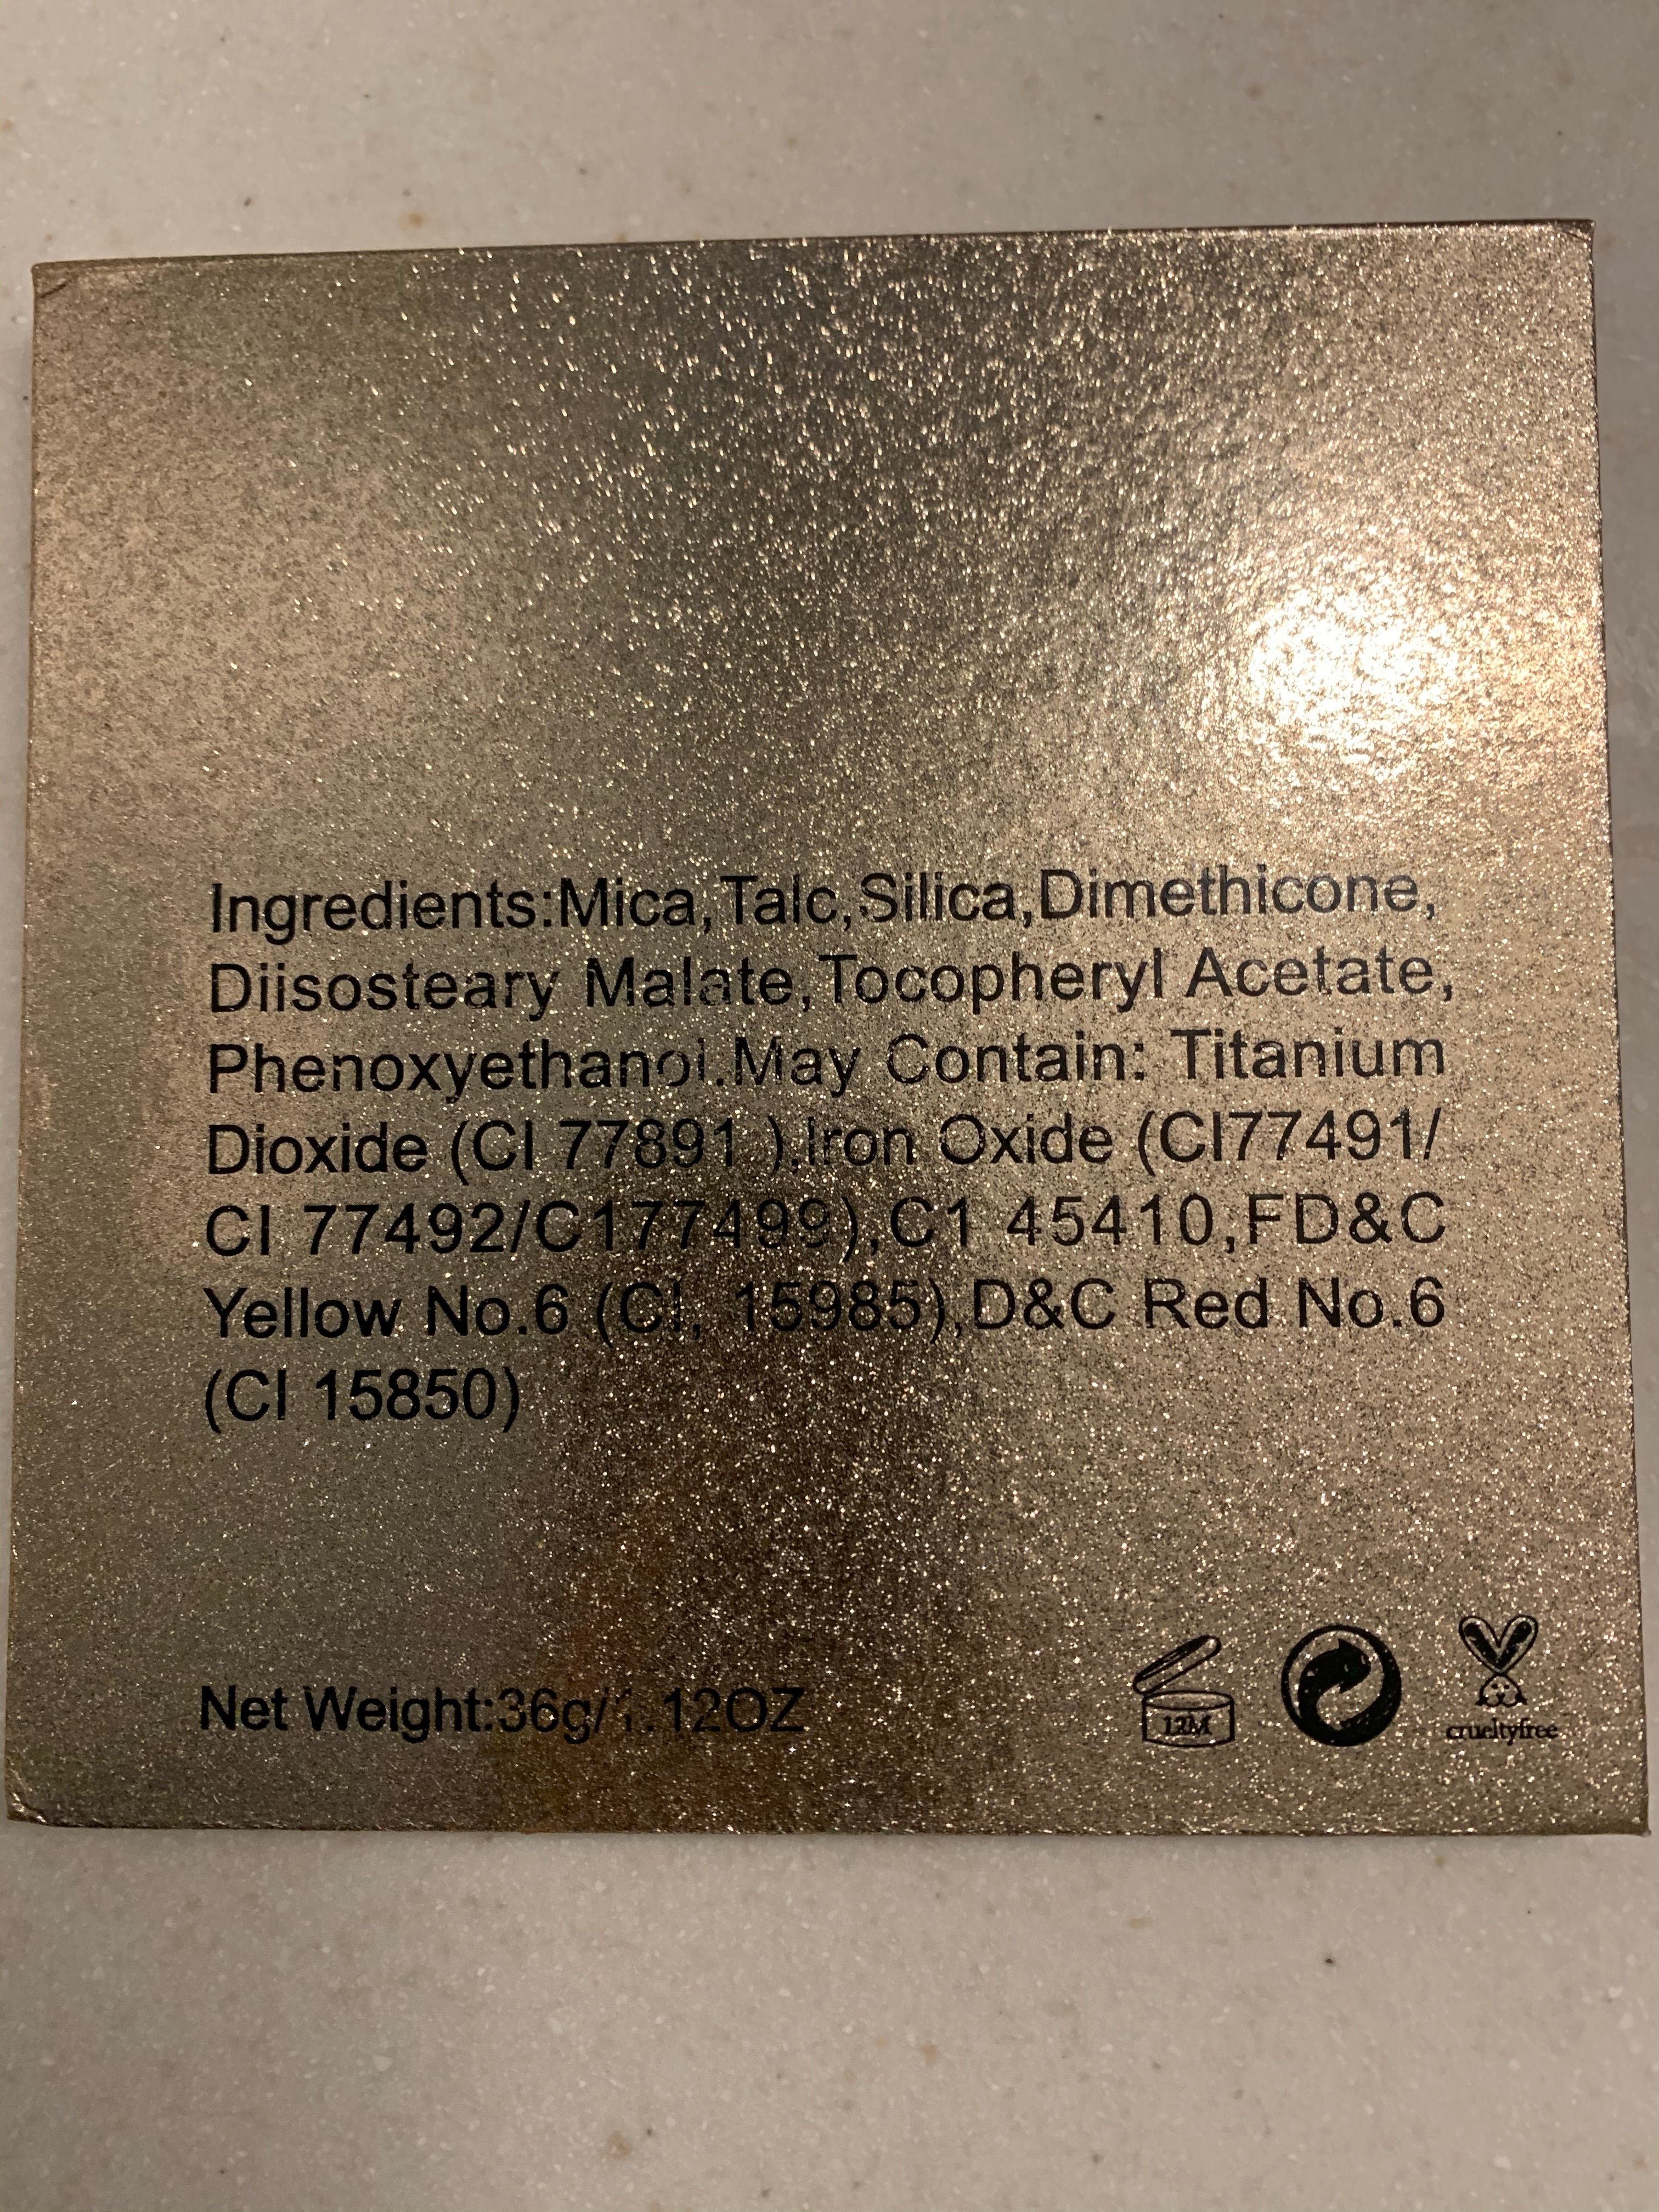 Ingredients:Mica,Talc,Silica,Dimethicone,
Diisosteary Malate,Tocopheryl Acetate,
Phenoxyethanol.May Contain: Titanium
Dioxide (CI 77891 ),Iron Oxide (CI77491/
CI 77492/C177499),C1 45410,FD&C
Yellow No.6 (CI, 15985),D&C Red No.6
(CI 15850)
Net Weight:36g/1.12OZ
12M
crueltyfree